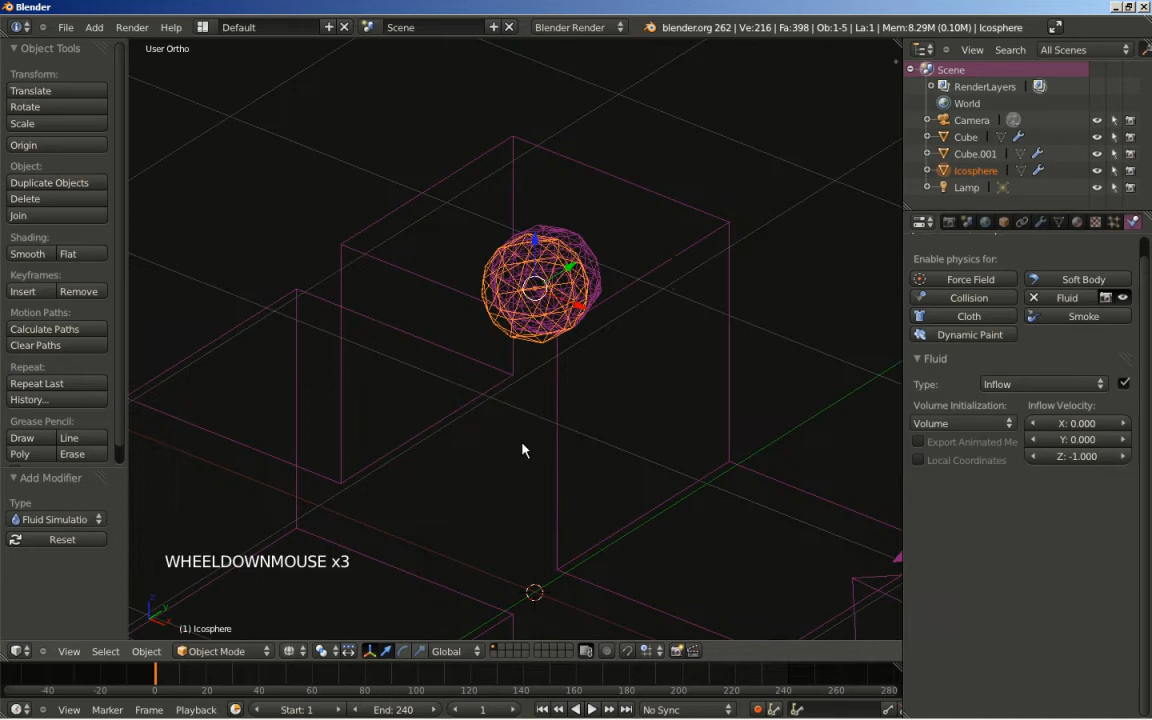 Blender
File
Add
Render
Help
Default
Scene
Blender Render
blender.org 262 | Ve:216 | Fa:398 | Ob:1-5 | La:1 | Mem:8.29M (0.10M) | Icosphere
Object Tools
Transform:
Translate
Rotate
Scale
Origin
Object:
Duplicate Objects
Delete
Join
Shading:
Smooth
Flat
Keyframes:
Insert
Remove
Motion Paths:
Calculate Paths
Clear Paths
Repeat:
Repeat Last
History...
Grease Pencil:
Draw
Line
Poly
Erase
Add Modifier
Type
Fluid Simulatio
Reset
User Ortho
WHEELDOWNMOUSE x3
(1) Icosphere
View
Search
All Scenes
Scene
RenderLayers
World
Camera
Cube
Cube.001
Icosphere
Lamp
Enable physics for:
Force Field
Soft Body
Collision
Fluid
Cloth
Smoke
Dynamic Paint
Fluid
Type:
Inflow
Volume Initialization:
Inflow Velocity:
Volume
X: 0.000
Export Animated Me
Y: 0.000
Local Coordinates
Z: -1.000
View
Select
Object
Object Mode
Global
-40 -20 0 20 40 60 80 100 120 140 160 180 200 220 240 260 280
View
Marker
Frame
Playback
Start: 1
End: 240
1
No Sync